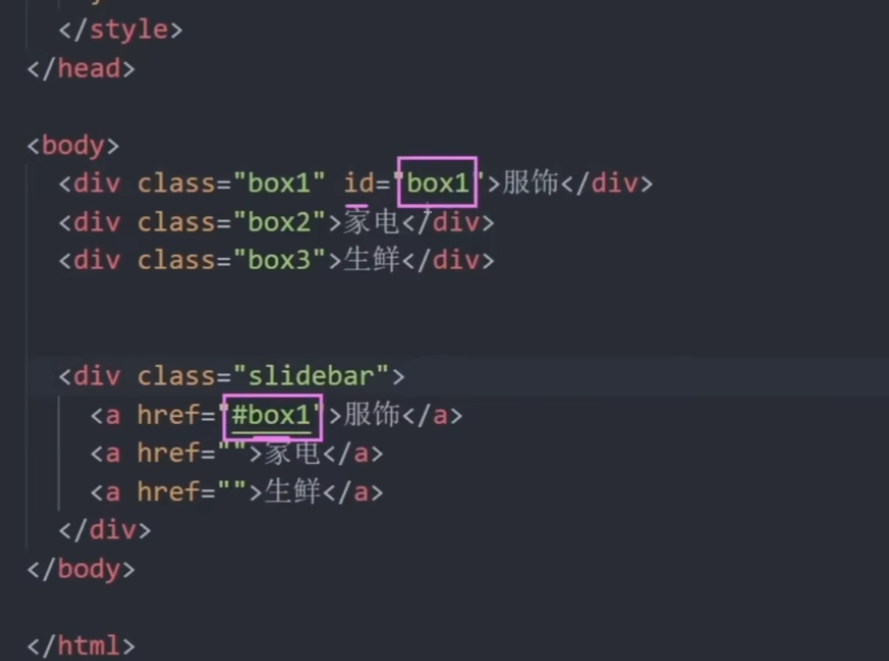 </style>
</head>
<body>
<div class="box1" id="box1">服饰</div>
<div class="box2">家电</div>
<div class="box3">生鲜</div>
<div class="slidebar">
<a href="#box1">服饰</a>
<a href="">家电</a>
<a href="">生鲜</a>
</div>
</body>
</html>